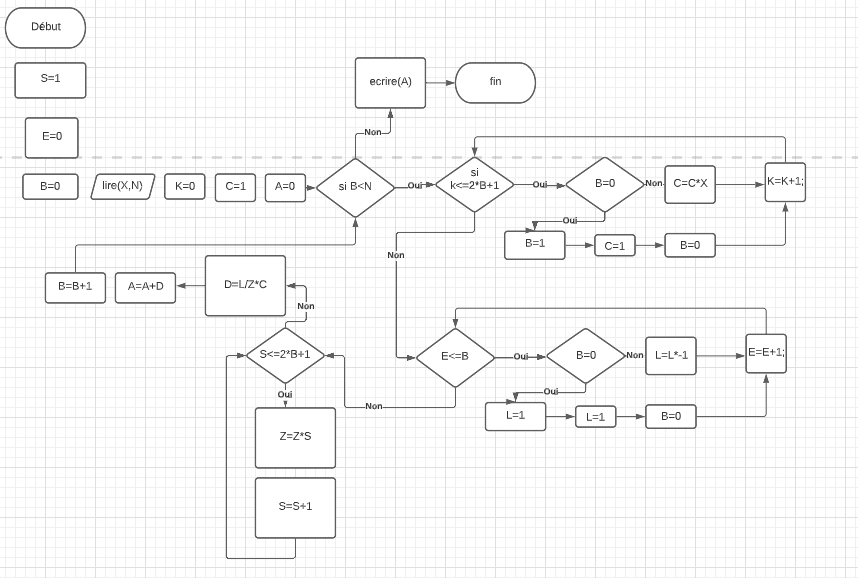 Début
S=1
ecrire(A)
fin
E=0
Non
B=0
lire(X,N)
K=0
C=1
A=0
si B<N
Oui
si
k<=2*B+1
Oui
B=0
Non
C=C*X
K=K+1;
Oui
B=1
C=1
B=0
Non
B=B+1
A=A+D
D=L/Z*C
Non
S<=2*B+1
E<=B
Oui
B=0
Non
L=L*-1
E=E+1;
Oui
Oui
Non
L=1
L=1
B=0
Z=Z*S
S=S+1